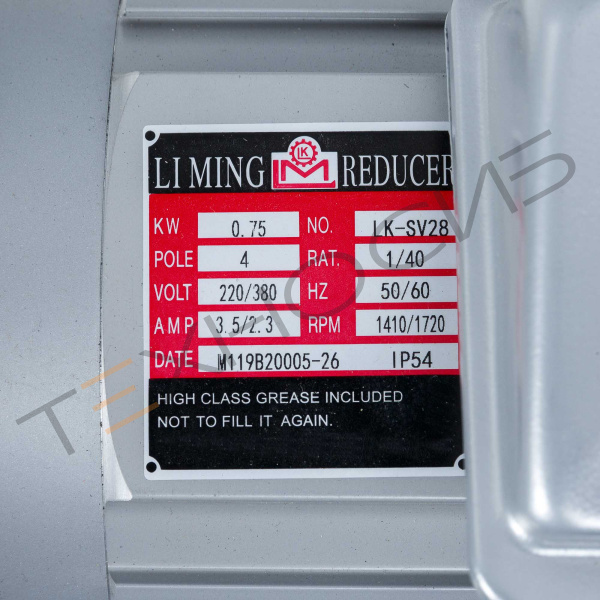 LK
M
LI MING REDUCER
KW 0.75 NO. LK-SV28
POLE 4 RAT. 1/40
VOLT 220/380 HZ 50/60
AMP 3.5/2.3 RPM 1410/1720
DATE M119B20005-26 IP54
HIGH CLASS GREASE INCLUDED
NOT TO FILL IT AGAIN.
ТЕХНОСИБ